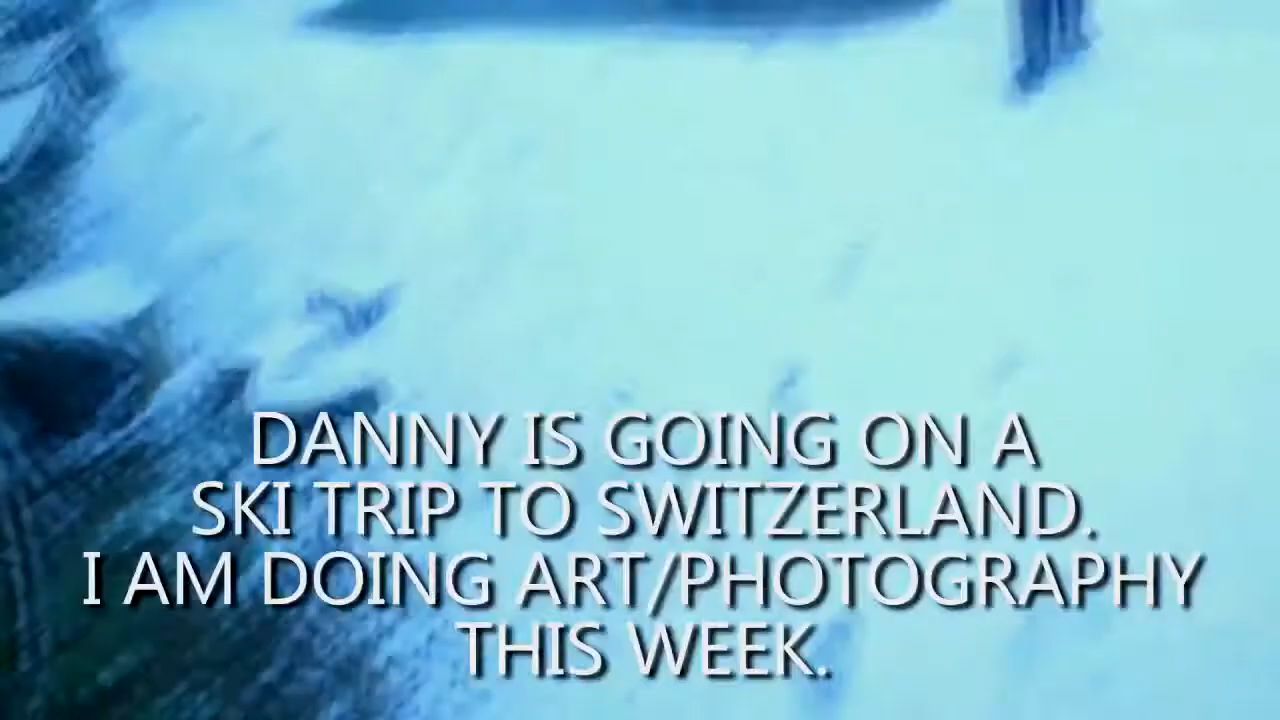 DANNY IS GOING ON A
SKI TRIP TO SWITZERLAND.
I AM DOING ART/PHOTOGRAPHY
THIS WEEK.